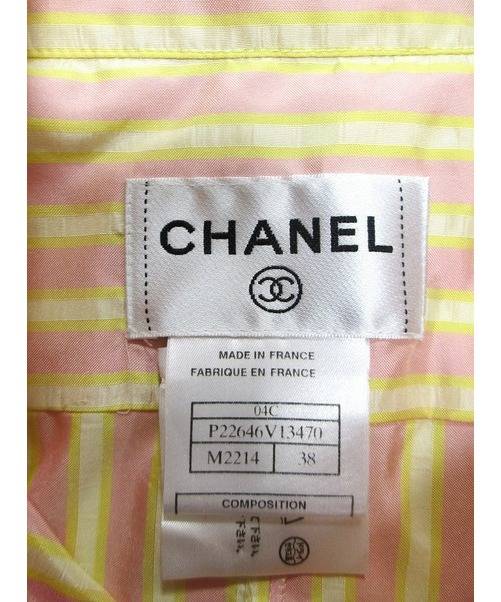 CHANEL
MADE IN FRANCE
FABRIQUE EN FRANCE
04C
P22646V13470
M2214 38
COMPOSITION